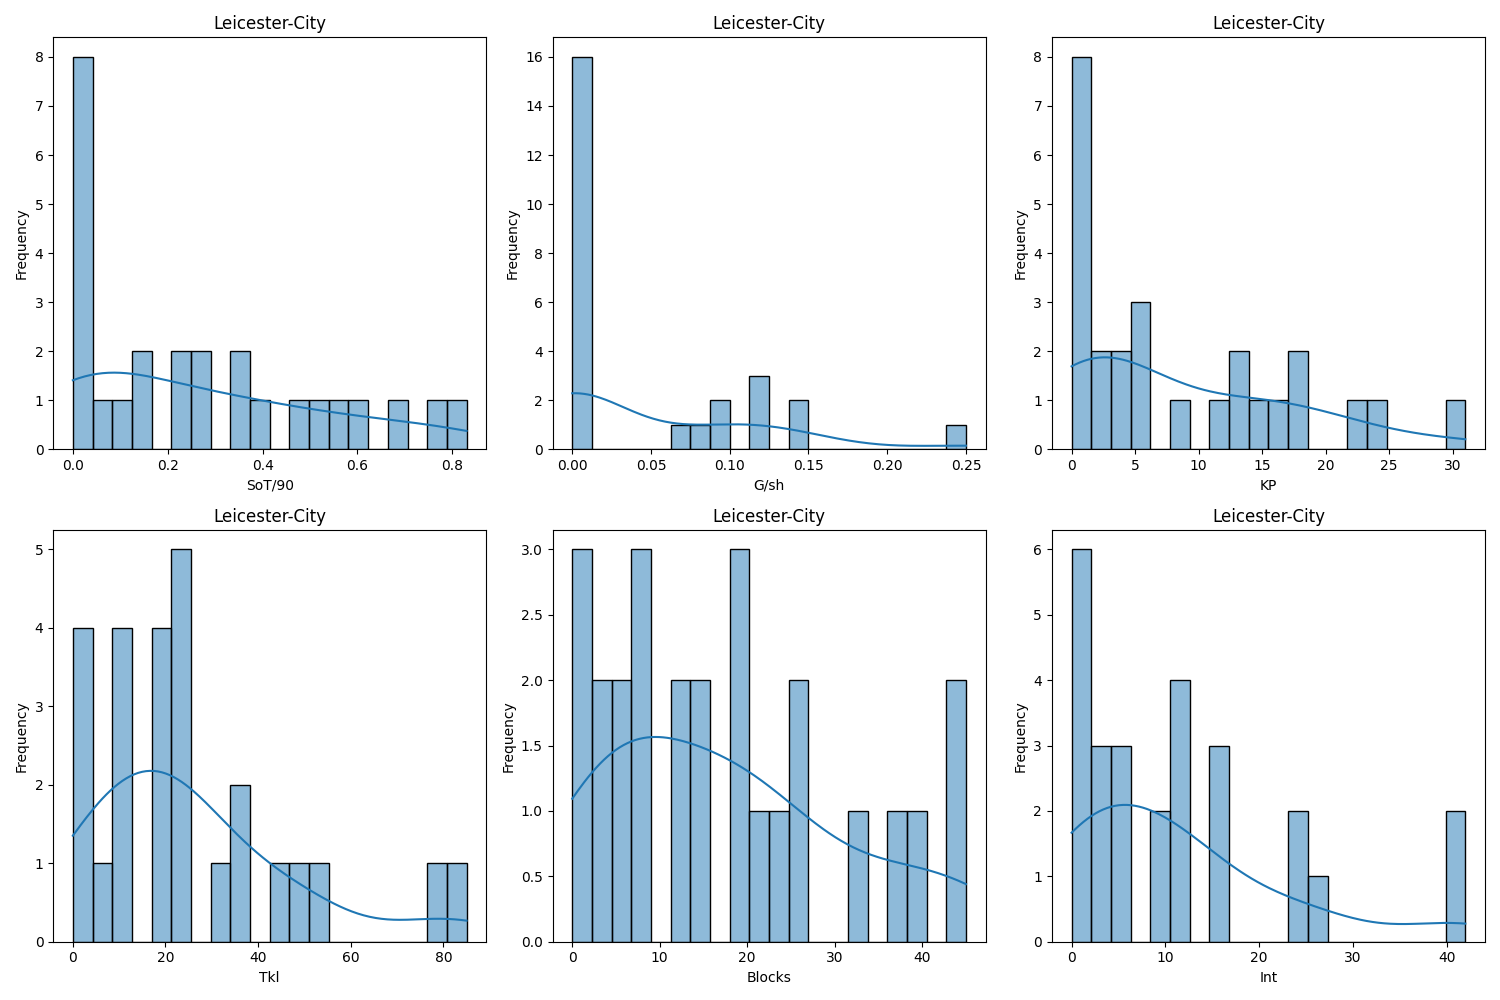 Leicester-City
Frequency
8
7
6
5
4
3
2
1
0
0.0 0.2 0.4 0.6 0.8
SoT/90
Leicester-City
Frequency
16
14
12
10
8
6
4
2
0
0.00 0.05 0.10 0.15 0.20 0.25
G/sh
Leicester-City
Frequency
8
7
6
5
4
3
2
1
0
0 5 10 15 20 25 30
KP
Leicester-City
Frequency
5
4
3
2
1
0
0 20 40 60 80
Tkl
Leicester-City
Frequency
3.0
2.5
2.0
1.5
1.0
0.5
0.0
0 10 20 30 40
Blocks
Leicester-City
Frequency
6
5
4
3
2
1
0
0 10 20 30 40
Int